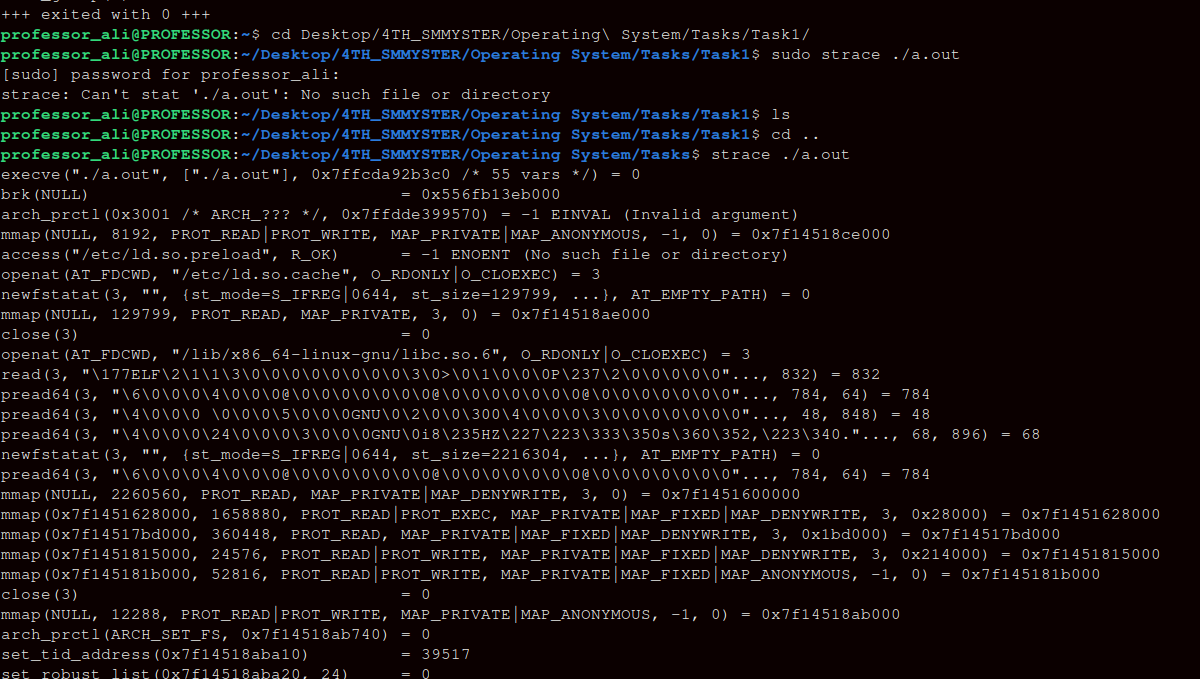 +++ exited with 0 +++
professor_ali@PROFESSOR:~$ cd Desktop/4TH_SMMYSTER/Operating\ System/Tasks/Task1/
professor_ali@PROFESSOR:~/Desktop/4TH_SMMYSTER/Operating System/Tasks/Task1$ sudo strace ./a.out
[sudo] password for professor_ali:
strace: Can't stat './a.out': No such file or directory
professor_ali@PROFESSOR:~/Desktop/4TH_SMMYSTER/Operating System/Tasks/Task1$ ls
professor_ali@PROFESSOR:~/Desktop/4TH_SMMYSTER/Operating System/Tasks/Task1$ cd ..
professor_ali@PROFESSOR:~/Desktop/4TH_SMMYSTER/Operating System/Tasks$ strace ./a.out
execve("./a.out", ["./a.out"], 0x7ffcda92b3c0 /* 55 vars */) = 0
brk(NULL)                               = 0x556fb13eb000
arch_prctl(0x3001 /* ARCH_??? */, 0x7ffdde399570) = -1 EINVAL (Invalid argument)
mmap(NULL, 8192, PROT_READ|PROT_WRITE, MAP_PRIVATE|MAP_ANONYMOUS, -1, 0) = 0x7f14518ce000
access("/etc/ld.so.preload", R_OK)      = -1 ENOENT (No such file or directory)
openat(AT_FDCWD, "/etc/ld.so.cache", O_RDONLY|O_CLOEXEC) = 3
newfstatat(3, "", {st_mode=S_IFREG|0644, st_size=129799, ...}, AT_EMPTY_PATH) = 0
mmap(NULL, 129799, PROT_READ, MAP_PRIVATE, 3, 0) = 0x7f14518ae000
close(3)                                = 0
openat(AT_FDCWD, "/lib/x86_64-linux-gnu/libc.so.6", O_RDONLY|O_CLOEXEC) = 3
read(3, "\177ELF\2\1\1\3\0\0\0\0\0\0\0\0\3\0>\0\1\0\0\0P\237\2\0\0\0\0\0"..., 832) = 832
pread64(3, "\6\0\0\0\4\0\0\0@\0\0\0\0\0\0\0@\0\0\0\0\0\0\0@\0\0\0\0\0\0\0"..., 784, 64) = 784
pread64(3, "\4\0\0\0 \0\0\0\5\0\0\0GNU\0\2\0\0\300\4\0\0\0\3\0\0\0\0\0\0\0"..., 48, 848) = 48
pread64(3, "\4\0\0\0\24\0\0\0\3\0\0\0GNU\0i8\235HZ\227\223\333\350s\360\352,\223\340."..., 68, 896) = 68
newfstatat(3, "", {st_mode=S_IFREG|0644, st_size=2216304, ...}, AT_EMPTY_PATH) = 0
pread64(3, "\6\0\0\0\4\0\0\0@\0\0\0\0\0\0\0@\0\0\0\0\0\0\0@\0\0\0\0\0\0\0"..., 784, 64) = 784
mmap(NULL, 2260560, PROT_READ, MAP_PRIVATE|MAP_DENYWRITE, 3, 0) = 0x7f1451600000
mmap(0x7f1451628000, 1658880, PROT_READ|PROT_EXEC, MAP_PRIVATE|MAP_FIXED|MAP_DENYWRITE, 3, 0x28000) = 0x7f1451628000
mmap(0x7f14517bd000, 360448, PROT_READ, MAP_PRIVATE|MAP_FIXED|MAP_DENYWRITE, 3, 0x1bd000) = 0x7f14517bd000
mmap(0x7f1451815000, 24576, PROT_READ|PROT_WRITE, MAP_PRIVATE|MAP_FIXED|MAP_DENYWRITE, 3, 0x214000) = 0x7f1451815000
mmap(0x7f145181b000, 52816, PROT_READ|PROT_WRITE, MAP_PRIVATE|MAP_FIXED|MAP_ANONYMOUS, -1, 0) = 0x7f145181b000
close(3)                                = 0
mmap(NULL, 12288, PROT_READ|PROT_WRITE, MAP_PRIVATE|MAP_ANONYMOUS, -1, 0) = 0x7f14518ab000
arch_prctl(ARCH_SET_FS, 0x7f14518ab740) = 0
set_tid_address(0x7f14518aba10)         = 39517
set_robust_list(0x7f14518aba20, 24)     = 0